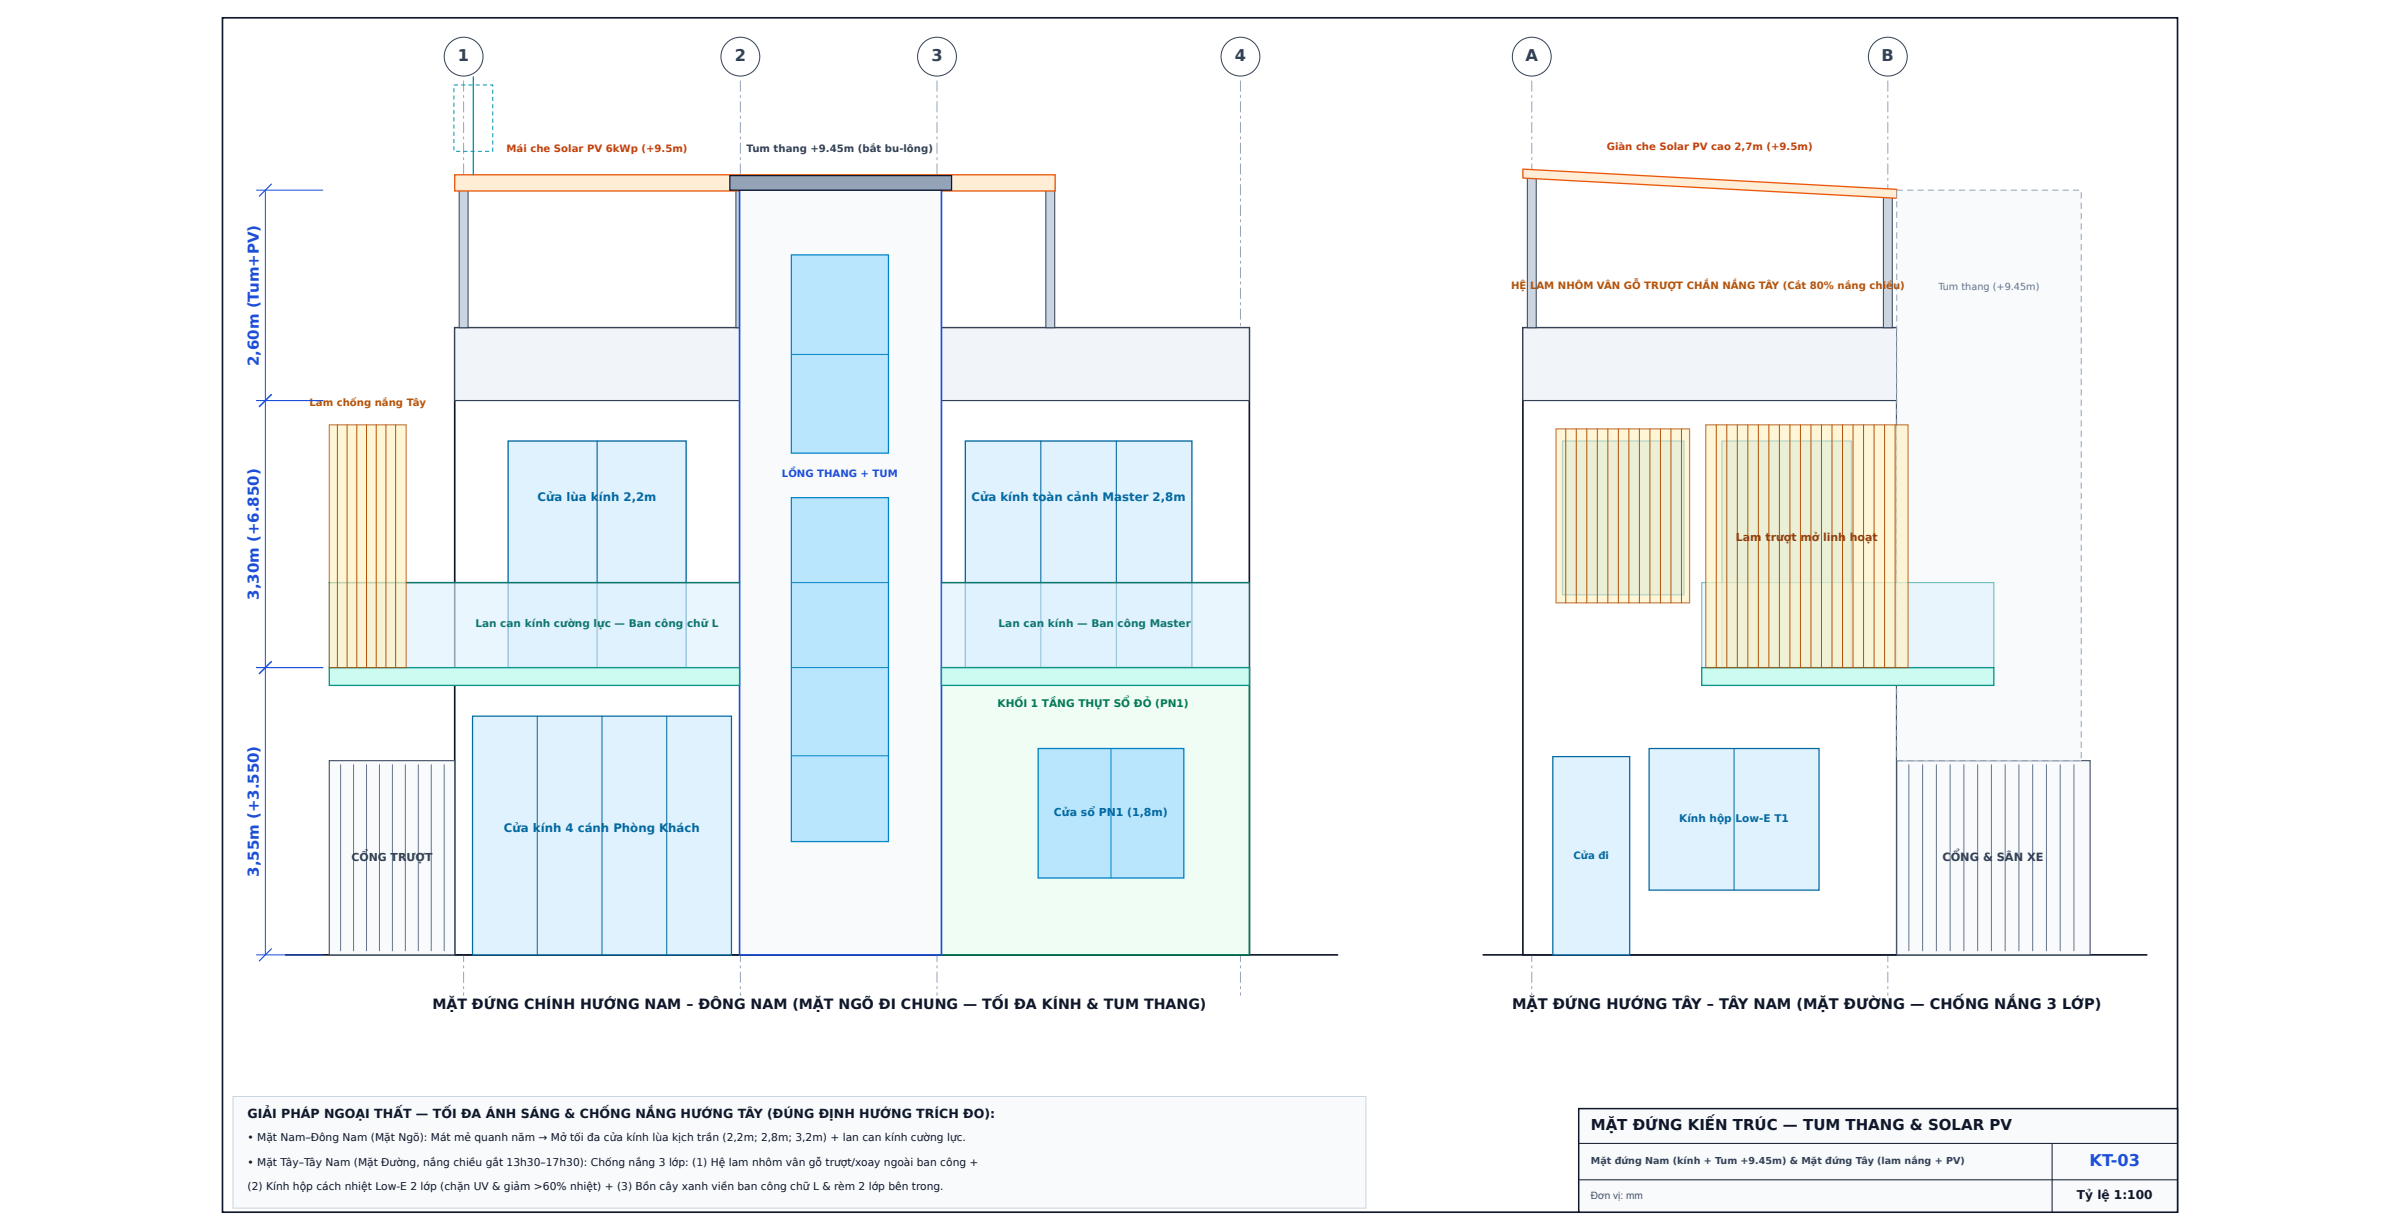 1
2
3
4
A
B
Mái che Solar PV 6kWp (+9.5m)
Tum thang +9.45m (bắt bu-lông)
Giàn che Solar PV cao 2,7m (+9.5m)
2,60m (Tum+PV)
HỆ LAM NHÔM VÂN GỖ TRƯỢT CHẮN NẮNG TÂY (Cắt 80% nắng chiều)
Tum thang (+9.45m)
Lam chống nắng Tây
LỒNG THANG + TUM
Cửa lùa kính 2,2m
Cửa kính toàn cảnh Master 2,8m
3,30m (+6.850)
Lam trượt mở linh hoạt
Lan can kính cường lực — Ban công chữ L
Lan can kính — Ban công Master
KHỐI 1 TẦNG THỤT SỔ ĐỎ (PN1)
3,55m (+3.550)
Cửa sổ PN1 (1,8m)
Kính hộp Low-E T1
Cửa kính 4 cánh Phòng Khách
CỔNG TRƯỢT
Cửa đi
CỔNG & SÂN XE
MẶT ĐỨNG CHÍNH HƯỚNG NAM – ĐÔNG NAM (MẶT NGÕ ĐI CHUNG — TỐI ĐA KÍNH & TUM THANG)
MẶT ĐỨNG HƯỚNG TÂY – TÂY NAM (MẶT ĐƯỜNG — CHỐNG NẮNG 3 LỚP)
GIẢI PHÁP NGOẠI THẤT — TỐI ĐA ÁNH SÁNG & CHỐNG NẮNG HƯỚNG TÂY (ĐÚNG ĐỊNH HƯỚNG TRÍCH ĐO):
• Mặt Nam–Đông Nam (Mặt Ngõ): Mát mẻ quanh năm → Mở tối đa cửa kính lùa kịch trần (2,2m; 2,8m; 3,2m) + lan can kính cường lực.
• Mặt Tây–Tây Nam (Mặt Đường, nắng chiều gắt 13h30–17h30): Chống nắng 3 lớp: (1) Hệ lam nhôm vân gỗ trượt/xoay ngoài ban công +
(2) Kính hộp cách nhiệt Low-E 2 lớp (chặn UV & giảm >60% nhiệt) + (3) Bồn cây xanh viền ban công chữ L & rèm 2 lớp bên trong.
MẶT ĐỨNG KIẾN TRÚC — TUM THANG & SOLAR PV
Mặt đứng Nam (kính + Tum +9.45m) & Mặt đứng Tây (lam nắng + PV)
KT-03
Đơn vị: mm
Tỷ lệ 1:100